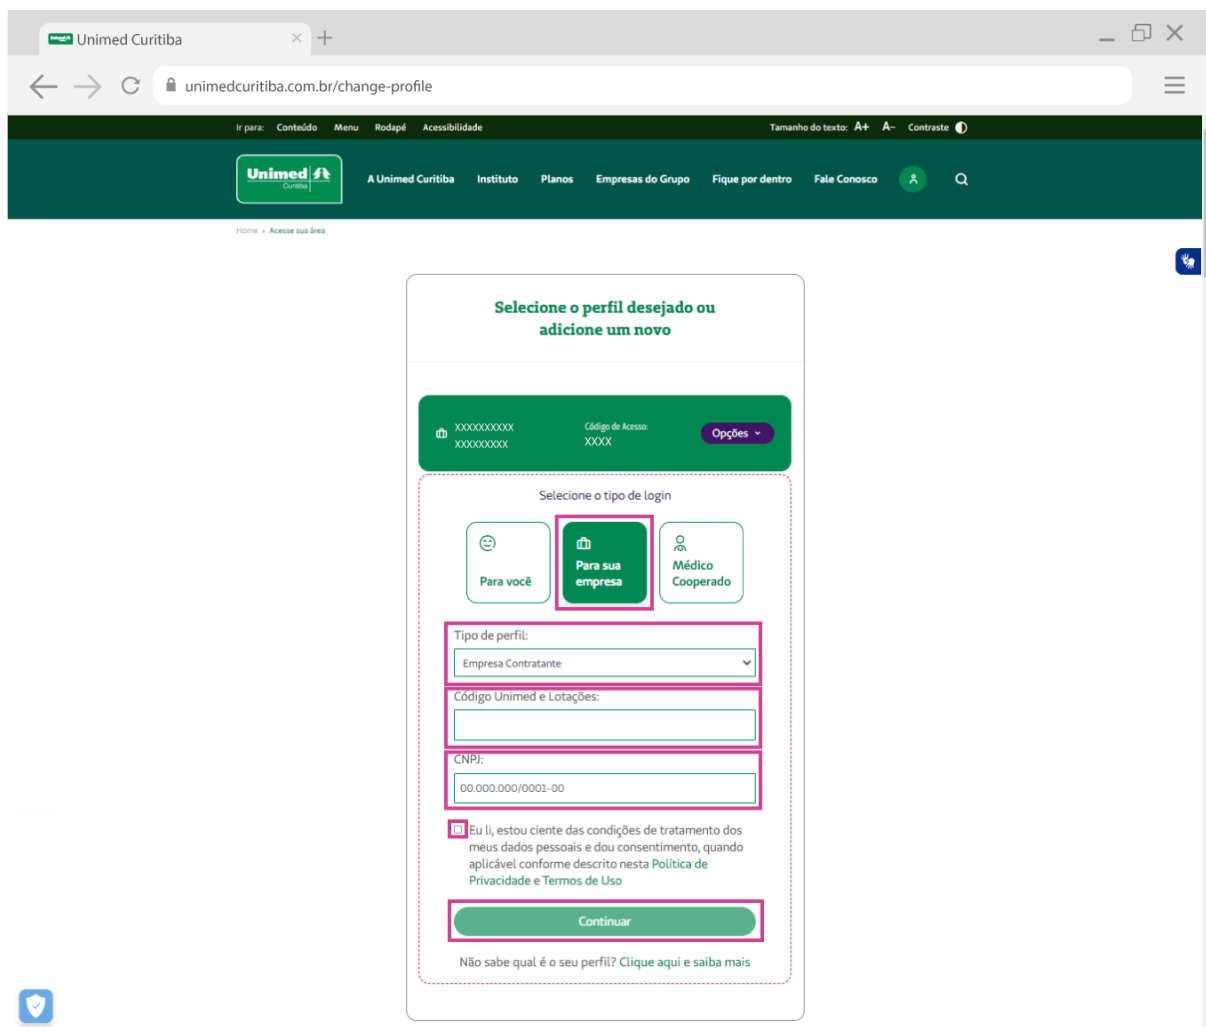 Unimed Curitiba
unimedcuritiba.com.br/change-profile
Ir para: Conteúdo Menu Rodapé Acessibilidade Tamanho do texto: A+ A- Contraste
Unimed
Curitiba
A Unimed Curitiba Instituto Planos Empresas do Grupo Fique por dentro Fale Conosco
Home › Acesse sua área
Selecione o perfil desejado ou
adicione um novo
XXXXXXXXXX
XXXXXXXXX
Código de Acesso:
XXXX
Opções
Selecione o tipo de login
Para você
Para sua
empresa
Médico
Cooperado
Tipo de perfil:
Empresa Contratante
Código Unimed e Lotações:
CNPJ:
00.000.000/0001-00
Eu li, estou ciente das condições de tratamento dos
meus dados pessoais e dou consentimento, quando
aplicável conforme descrito nesta Política de
Privacidade e Termos de Uso
Continuar
Não sabe qual é o seu perfil? Clique aqui e saiba mais